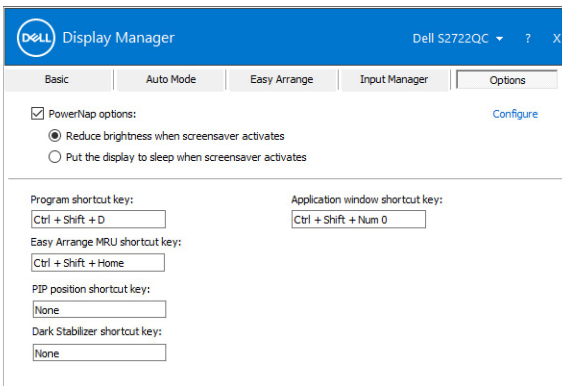 DELL Display Manager Dell S2722QC ? X
Basic Auto Mode Easy Arrange Input Manager Options
PowerNap options: Configure
Reduce brightness when screensaver activates
Put the display to sleep when screensaver activates
Program shortcut key: Application window shortcut key:
Ctrl + Shift + D Ctrl + Shift + Num 0
Easy Arrange MRU shortcut key:
Ctrl + Shift + Home
PIP position shortcut key:
None
Dark Stabilizer shortcut key:
None